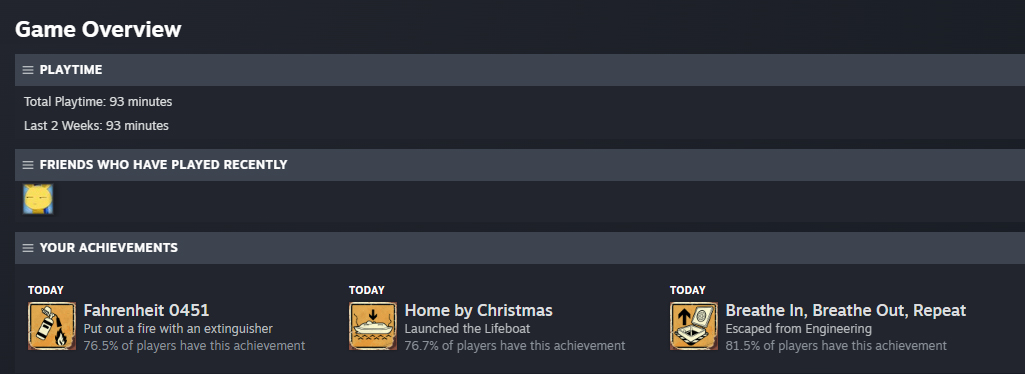 Game Overview
PLAYTIME
Total Playtime: 93 minutes
Last 2 Weeks: 93 minutes
FRIENDS WHO HAVE PLAYED RECENTLY
YOUR ACHIEVEMENTS
TODAY
Fahrenheit 0451
Put out a fire with an extinguisher
76.5% of players have this achievement
TODAY
Home by Christmas
Launched the Lifeboat
76.7% of players have this achievement
TODAY
Breathe In, Breathe Out, Repeat
Escaped from Engineering
81.5% of players have this achievement